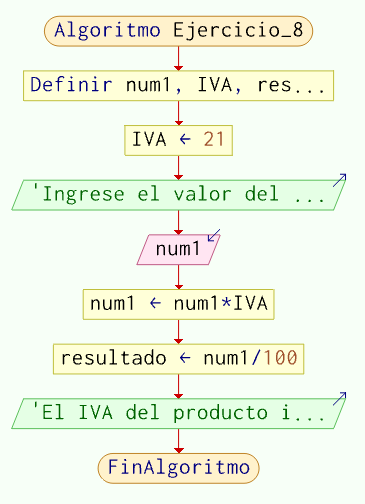 Algoritmo Ejercicio_8
Definir num1, IVA, res...
IVA ← 21
'Ingrese el valor del ...
num1
num1 ← num1*IVA
resultado ← num1/100
'El IVA del producto i...
FinAlgoritmo